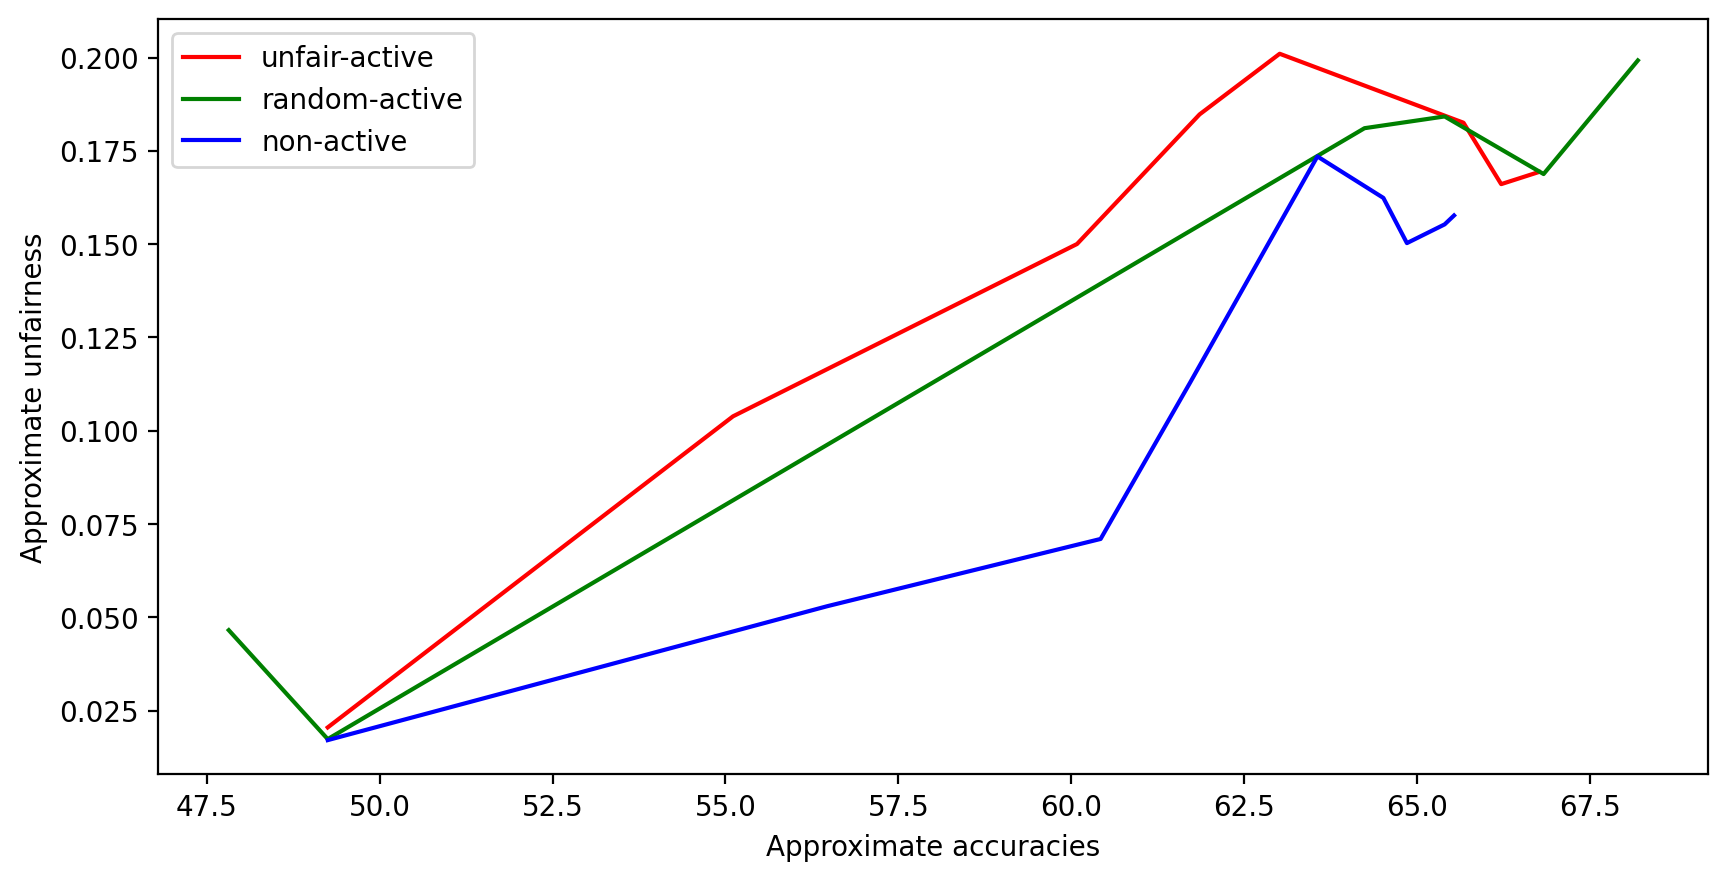 unfair-active
random-active
non-active
0.200
0.175
0.150
0.125
0.100
0.075
0.050
0.025
Approximate unfairness
47.5 50.0 52.5 55.0 57.5 60.0 62.5 65.0 67.5
Approximate accuracies